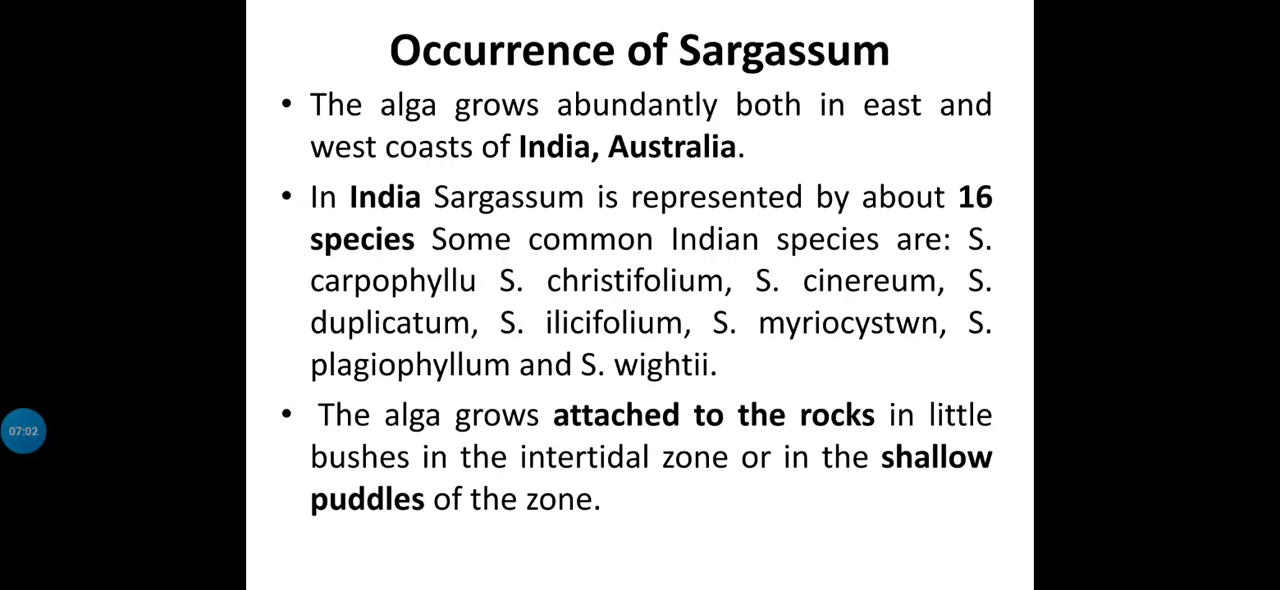 Occurrence of Sargassum
• The alga grows abundantly both in east and
west coasts of India, Australia.
• In India Sargassum is represented by about 16
species Some common Indian species are: S.
carpophyllu S. christifolium, S. cinereum, S.
duplicatum, S. ilicifolium, S. myriocystwn, S.
plagiophyllum and S. wightii.
• The alga grows attached to the rocks in little
bushes in the intertidal zone or in the shallow
puddles of the zone.
07:02